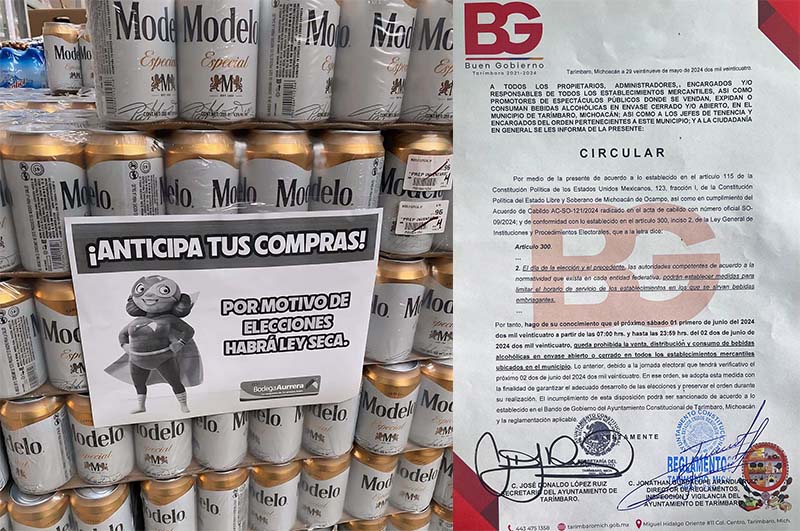 Modelo
Especial
¡ANTICIPA TUS COMPRAS!
POR MOTIVO DE
ELECCIONES
HABRÁ LEY SECA.
Bodega Aurrera
BG
Buen Gobierno
Tarímbaro 2021-2024
Tarímbaro, Michoacán a 29 veintinueve de mayo de 2024 dos mil veinticuatro.
A TODOS LOS PROPIETARIOS, ADMINISTRADORES, ENCARGADOS Y/O
RESPONSABLES DE TODOS LOS ESTABLECIMIENTOS MERCANTILES, ASI COMO
PROMOTORES DE ESPECTÁCULOS PÚBLICOS DONDE SE VENDAN, EXPIDAN O
CONSUMAN BEBIDAS ALCOHÓLICAS EN ENVASE CERRADO Y/O ABIERTO, EN EL
MUNICIPIO DE TARÍMBARO, MICHOACÁN; ASI COMO A LOS JEFES DE TENENCIA Y
ENCARGADOS DEL ORDEN PERTENECIENTES A ESTE MUNICIPIO; Y A LA CIUDADANÍA
EN GENERAL SE LES INFORMA DE LA PRESENTE:
CIRCULAR
Por medio de la presente de acuerdo a lo establecido en el artículo 115 de la
Constitución Política de los Estados Unidos Mexicanos, 123, fracción I, de la Constitución
Política del Estado Libre y Soberano de Michoacán de Ocampo, así como en cumplimiento
del Acuerdo de Cabildo AC-SO-121/2024 radicado en el acta de cabildo con número oficial SO-
09/2024; y de conformidad con lo establecido en el artículo 300, inciso 2, de la Ley General
de Instituciones y Procedimientos Electorales, que a la letra dice;
Artículo 300.
...
2. El día de la elección y el precedente, las autoridades competentes de acuerdo a la
normatividad que exista en cada entidad federativa, podrán establecer medidas para
limitar el horario de servicio de los establecimientos en los que se sirvan bebidas
embriagantes.
...
Por tanto, hago de su conocimiento que el próximo sábado 01 primero de junio del 2024
dos mil veinticuatro a partir de las 07:00 hrs. y hasta las 23:59 hrs. del 02 dos de junio de
2024 dos mil veinticuatro, queda prohibida la venta, distribución y consumo de bebidas
alcohólicas en envase abierto o cerrado en todos los establecimientos mercantiles
ubicados en el municipio. Lo anterior, debido a la jornada electoral que tendrá verificativo el
próximo 02 dos de junio del 2024 dos mil veinticuatro. En ese orden, se adopta esta medida con
la finalidad de garantizar el adecuado desarrollo de las elecciones y preservar el orden durante
su realización. El incumplimiento de esta disposición podrá ser sancionado de acuerdo a lo
establecido en el Bando de Gobierno del Ayuntamiento Constitucional de Tarímbaro, Michoacán
y la reglamentación aplicable.
ATENTAMENTE
C. JOSÉ DONALDO LÓPEZ RUIZ
SECRETARIO DEL AYUNTAMIENTO DE
TARÍMBARO.
REGLAMENTO
DIRECTOR DE REGLAMENTOS,
INSPECCIÓN Y VIGILANCIA DEL
AYUNTAMIENTO DE TARÍMBARO.
443 475 1358
tarimbaromich.gob.mx
Miguel Hidalgo Oriente #18 Col. Centro, Tarímbaro, Mich.